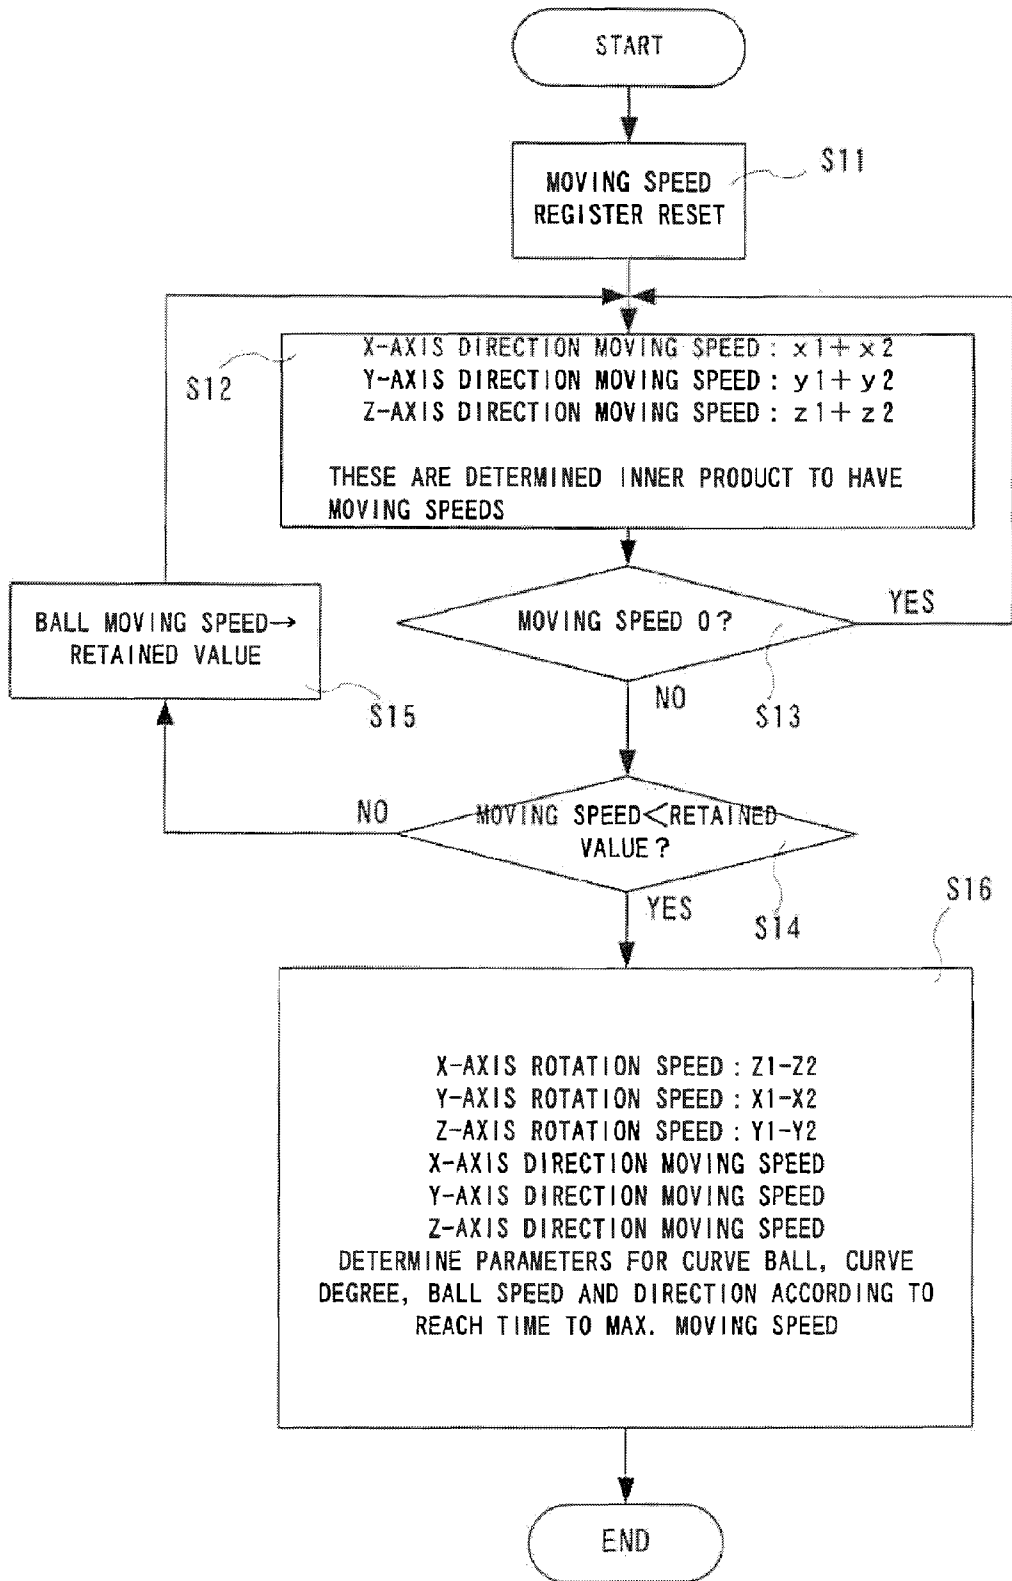 START
MOVING SPEED
REGISTER RESET
S11
X-AXIS DIRECTION MOVING SPEED : x1+x2
Y-AXIS DIRECTION MOVING SPEED : y1+y2
Z-AXIS DIRECTION MOVING SPEED : z1+z2
THESE ARE DETERMINED INNER PRODUCT TO HAVE
MOVING SPEEDS
S12
MOVING SPEED 0?
YES
NO
S13
BALL MOVING SPEED→
RETAINED VALUE
S15
MOVING SPEED<RETAINED
VALUE?
NO
YES
S14
S16
X-AXIS ROTATION SPEED : Z1-Z2
Y-AXIS ROTATION SPEED : X1-X2
Z-AXIS ROTATION SPEED : Y1-Y2
X-AXIS DIRECTION MOVING SPEED
Y-AXIS DIRECTION MOVING SPEED
Z-AXIS DIRECTION MOVING SPEED
DETERMINE PARAMETERS FOR CURVE BALL, CURVE
DEGREE, BALL SPEED AND DIRECTION ACCORDING TO
REACH TIME TO MAX. MOVING SPEED
END